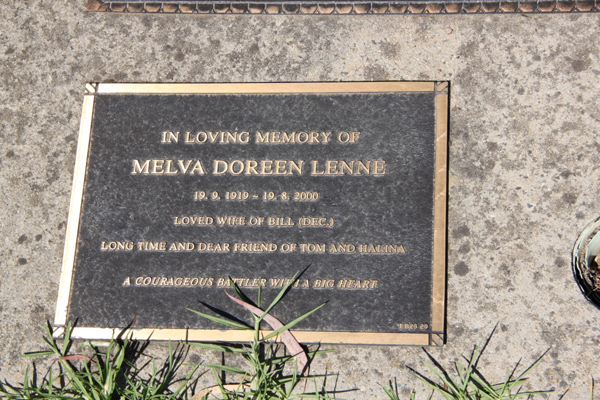 IN LOVING MEMORY OF
MELVA DOREEN LENNE
19. 9. 1919 ~ 19. 8. 2000
LOVED WIFE OF BILL (DEC.)
LONG TIME AND DEAR FRIEND OF TOM AND HALINA
A COURAGEOUS BATTLER WITH A BIG HEART